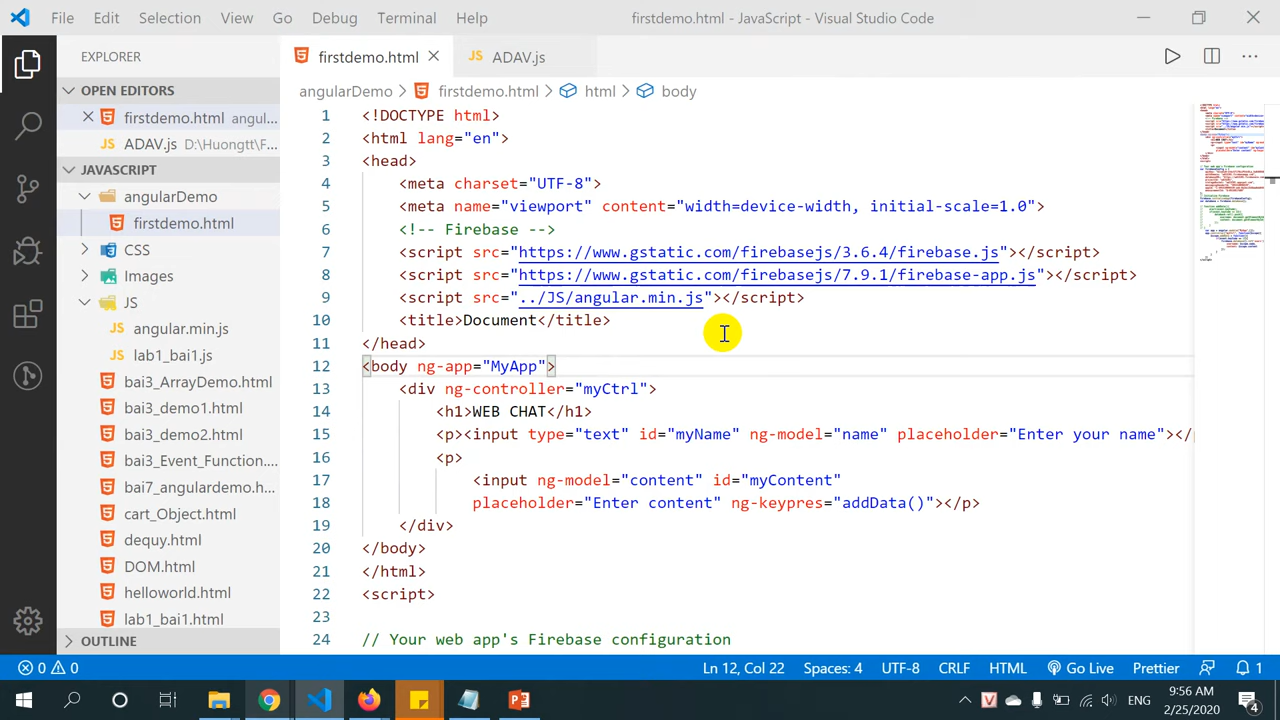 File Edit Selection View Go Debug Terminal Help firstdemo.html - JavaScript - Visual Studio Code
EXPLORER
OPEN EDITORS
firstdemo.html angul...
JS ADAV.js D:\Huongtt\F...
JAVASCRIPT
angularDemo
firstdemo.html
CSS
Images
JS
JS angular.min.js
JS lab1_bai1.js
bai3_ArrayDemo.html
bai3_demo1.html
bai3_demo2.html
bai3_Event_Function....
bai7_angulardemo.h...
cart_Object.html
dequy.html
DOM.html
helloworld.html
lab1_bai1.html
OUTLINE
firstdemo.html JS ADAV.js
angularDemo > firstdemo.html > html > body
1 <!DOCTYPE html>
2 <html lang="en">
3 <head>
4 <meta charset="UTF-8">
5 <meta name="viewport" content="width=device-width, initial-scale=1.0">
6 <!-- Firebase -->
7 <script src="https://www.gstatic.com/firebasejs/3.6.4/firebase.js"></script>
8 <script src="https://www.gstatic.com/firebasejs/7.9.1/firebase-app.js"></script>
9 <script src="../JS/angular.min.js"></script>
10 <title>Document</title>
11 </head>
12 <body ng-app="MyApp">
13 <div ng-controller="myCtrl">
14 <h1>WEB CHAT</h1>
15 <p><input type="text" id="myName" ng-model="name" placeholder="Enter your name"></p
16 <p>
17 <input ng-model="content" id="myContent"
18 placeholder="Enter content" ng-keypres="addData()"></p>
19 </div>
20 </body>
21 </html>
22 <script>
23
24 // Your web app's Firebase configuration
0 0 Ln 12, Col 22 Spaces: 4 UTF-8 CRLF HTML Go Live Prettier 1
ENG 9:56 AM
2/25/2020 4